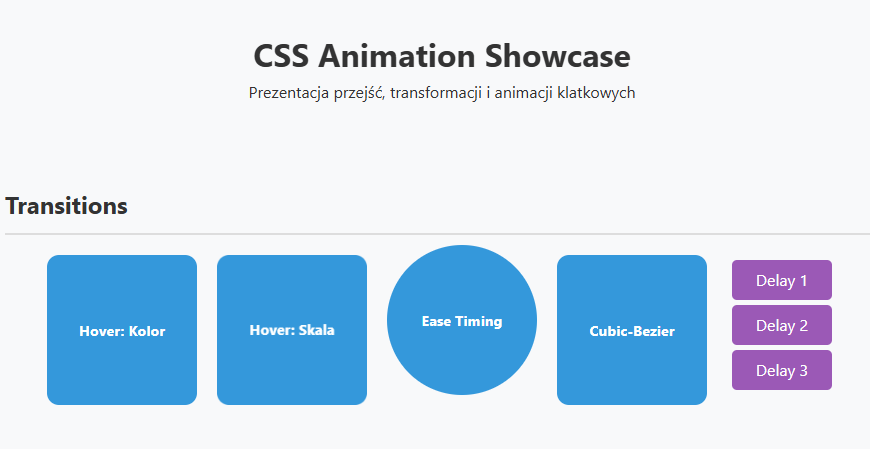 CSS Animation Showcase
Prezentacja przejść, transformacji i animacji klatkowych
Transitions
Hover: Kolor
Hover: Skala
Ease Timing
Cubic-Bezier
Delay 1
Delay 2
Delay 3